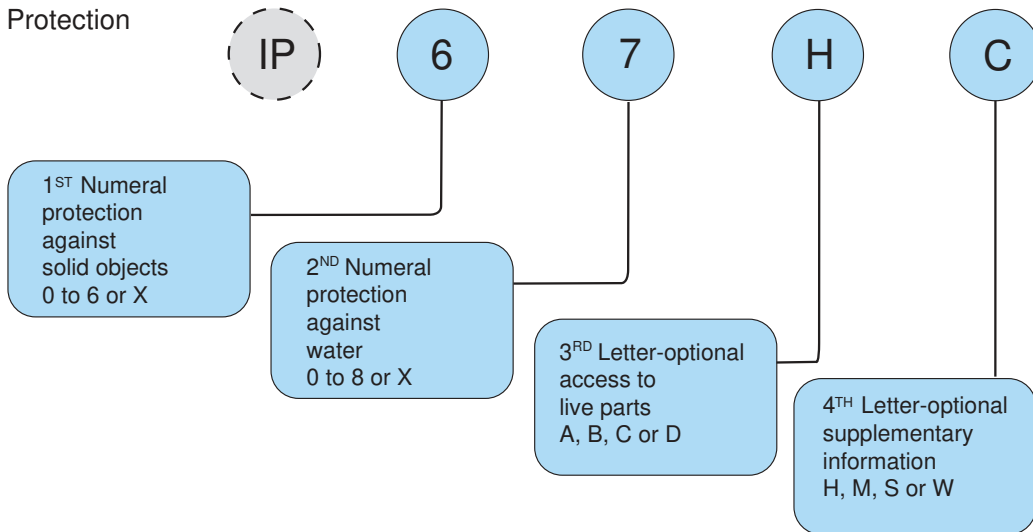 Protection
IP 6 7 H C
1ST Numeral
protection
against
solid objects
0 to 6 or X
2ND Numeral
protection
against
water
0 to 8 or X
3RD Letter-optional
access to
live parts
A, B, C or D
4TH Letter-optional
supplementary
information
H, M, S or W